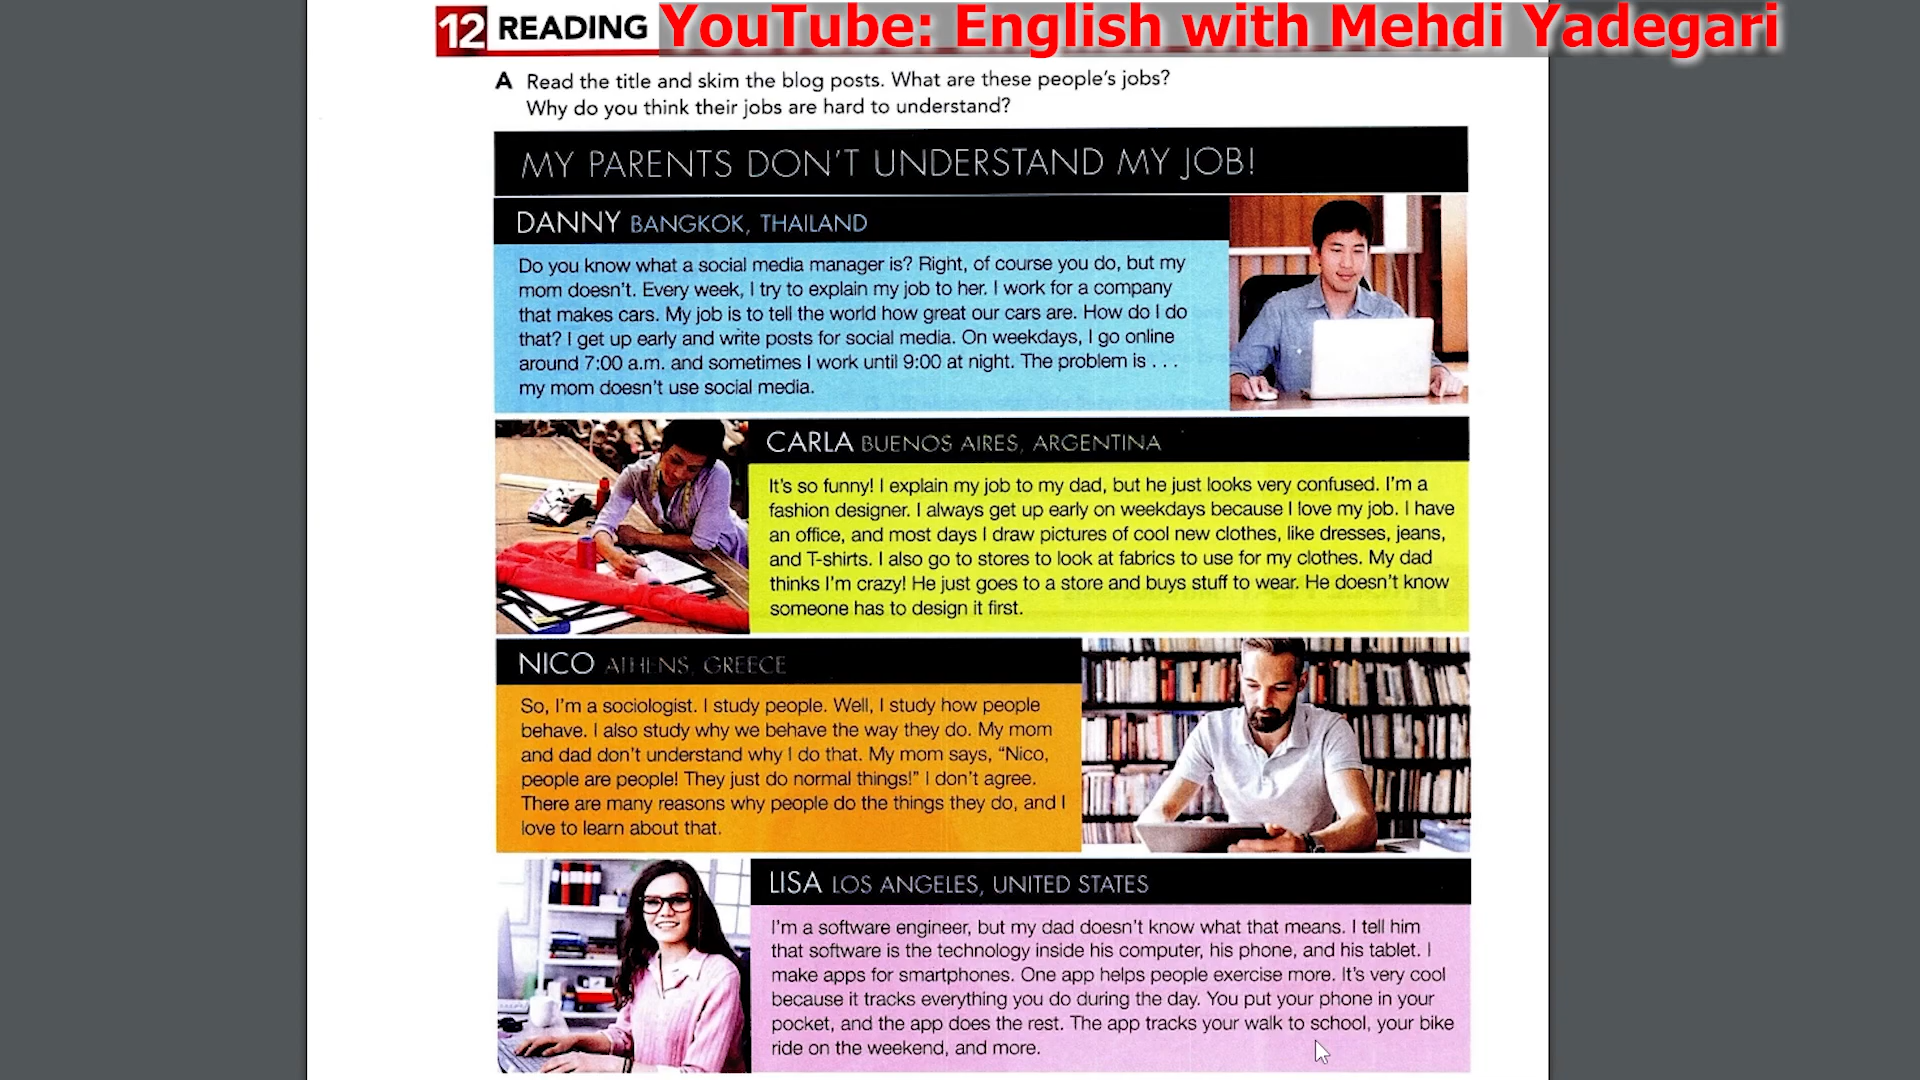 12 READING
YouTube: English with Mehdi Yadegari
A Read the title and skim the blog posts. What are these people's jobs?
Why do you think their jobs are hard to understand?
MY PARENTS DON'T UNDERSTAND MY JOB!
DANNY BANGKOK, THAILAND
Do you know what a social media manager is? Right, of course you do, but my
mom doesn't. Every week, I try to explain my job to her. I work for a company
that makes cars. My job is to tell the world how great our cars are. How do I do
that? I get up early and write posts for social media. On weekdays, I go online
around 7:00 a.m. and sometimes I work until 9:00 at night. The problem is . . .
my mom doesn't use social media.
CARLA BUENOS AIRES, ARGENTINA
It's so funny! I explain my job to my dad, but he just looks very confused. I'm a
fashion designer. I always get up early on weekdays because I love my job. I have
an office, and most days I draw pictures of cool new clothes, like dresses, jeans,
and T-shirts. I also go to stores to look at fabrics to use for my clothes. My dad
thinks I'm crazy! He just goes to a store and buys stuff to wear. He doesn't know
someone has to design it first.
NICO ATHENS, GREECE
So, I'm a sociologist. I study people. Well, I study how people
behave. I also study why we behave the way they do. My mom
and dad don't understand why I do that. My mom says, "Nico,
people are people! They just do normal things!" I don't agree.
There are many reasons why people do the things they do, and I
love to learn about that.
LISA LOS ANGELES, UNITED STATES
I'm a software engineer, but my dad doesn't know what that means. I tell him
that software is the technology inside his computer, his phone, and his tablet. I
make apps for smartphones. One app helps people exercise more. It's very cool
because it tracks everything you do during the day. You put your phone in your
pocket, and the app does the rest. The app tracks your walk to school, your bike
ride on the weekend, and more.